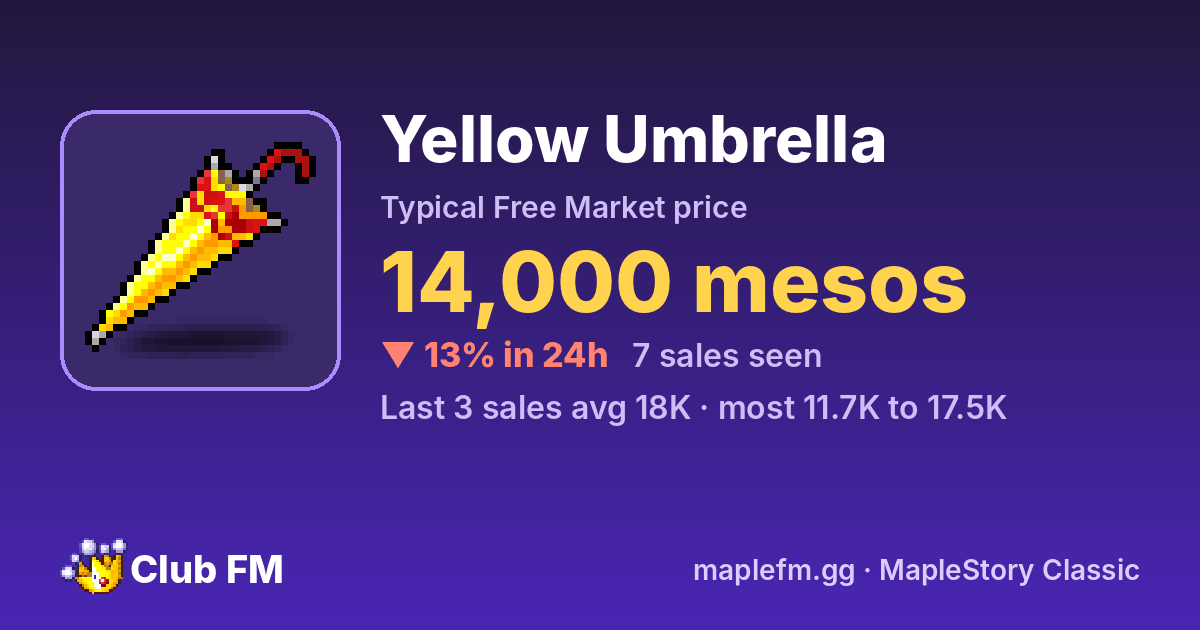 Yellow Umbrella
Typical Free Market price
14,000 mesos
▼ 13% in 24h 7 sales seen
Last 3 sales avg 18K · most 11.7K to 17.5K
Club FM
maplefm.gg · MapleStory Classic